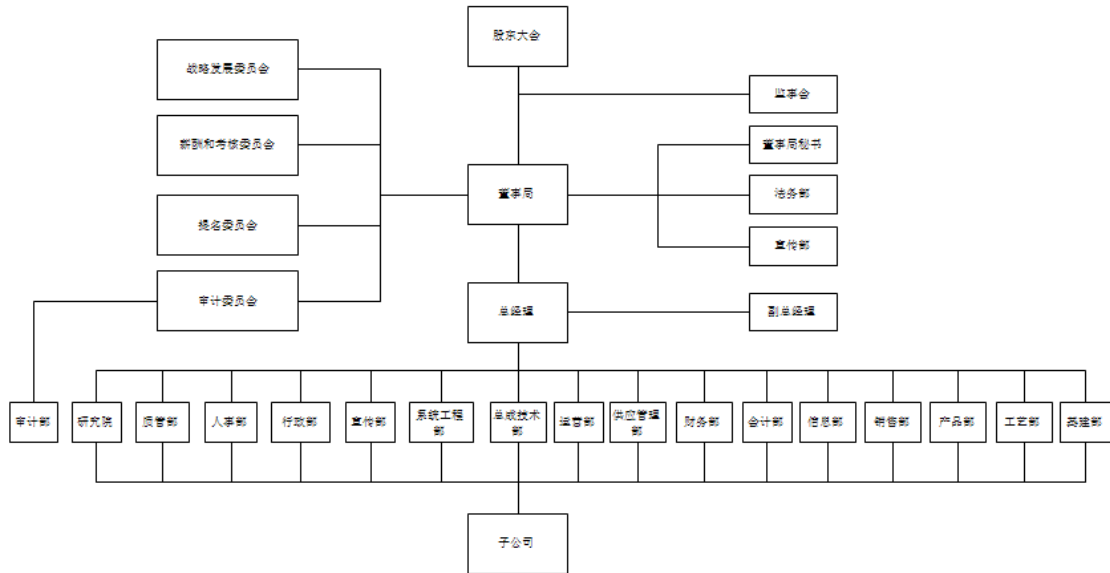 股东大会
战略发展委员会
监事会
薪酬和考核委员会
董事局秘书
董事局
法务部
提名委员会
宣传部
审计委员会
总经理
副总经理
审计部
研究院
质管部
人事部
行政部
宣传部
系统工程
部
总成技术
部
运营部
供应管理
部
财务部
会计部
信息部
销售部
产品部
工艺部
基建部
子公司